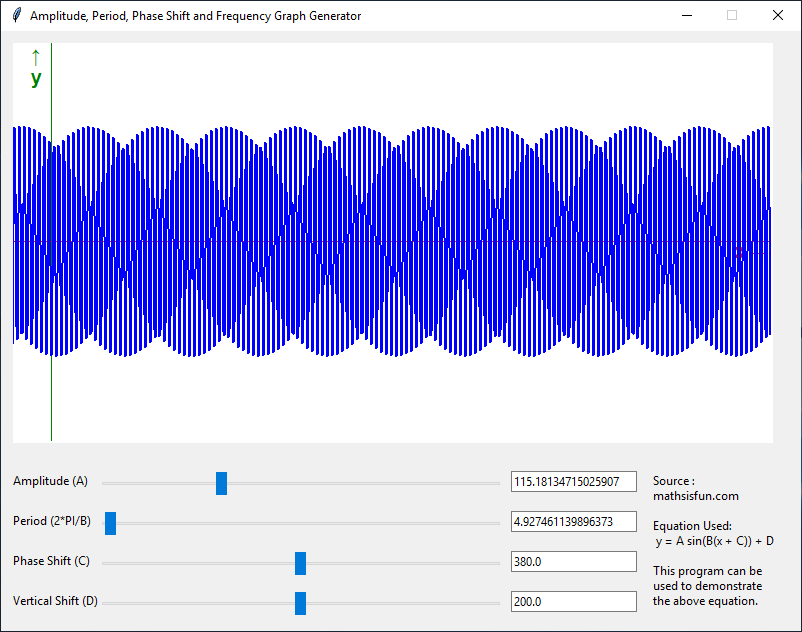 Amplitude, Period, Phase Shift and Frequency Graph Generator
↑
y
Amplitude (A)
115.18134715025907
Source :
mathsisfun.com
Period (2*PI/B)
4.927461139896373
Equation Used:
y = A sin(B(x + C)) + D
Phase Shift (C)
380.0
This program can be
used to demonstrate
the above equation.
Vertical Shift (D)
200.0